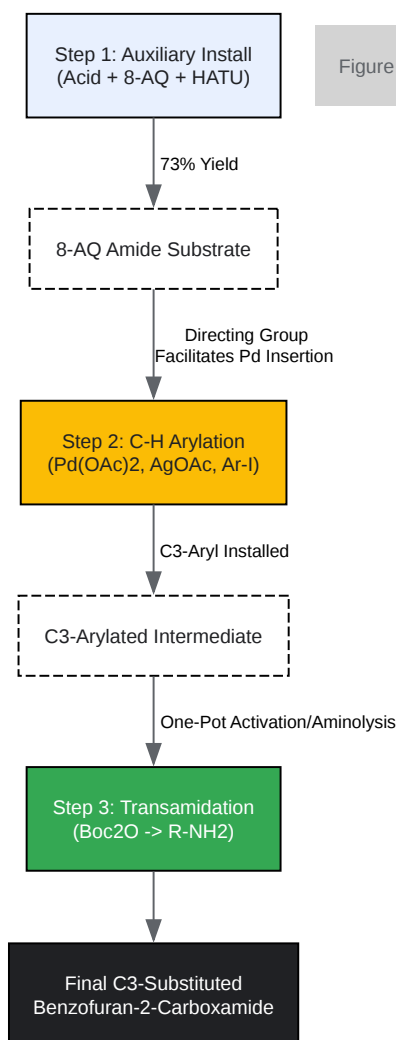 Step 1: Auxiliary Install
(Acid + 8-AQ + HATU)
Figure
73% Yield
8-AQ Amide Substrate
Directing Group
Facilitates Pd Insertion
Step 2: C-H Arylation
(Pd(OAc)2, AgOAc, Ar-I)
C3-Aryl Installed
C3-Arylated Intermediate
One-Pot Activation/Aminolysis
Step 3: Transamidation
(Boc2O -> R-NH2)
Final C3-Substituted
Benzofuran-2-Carboxamide